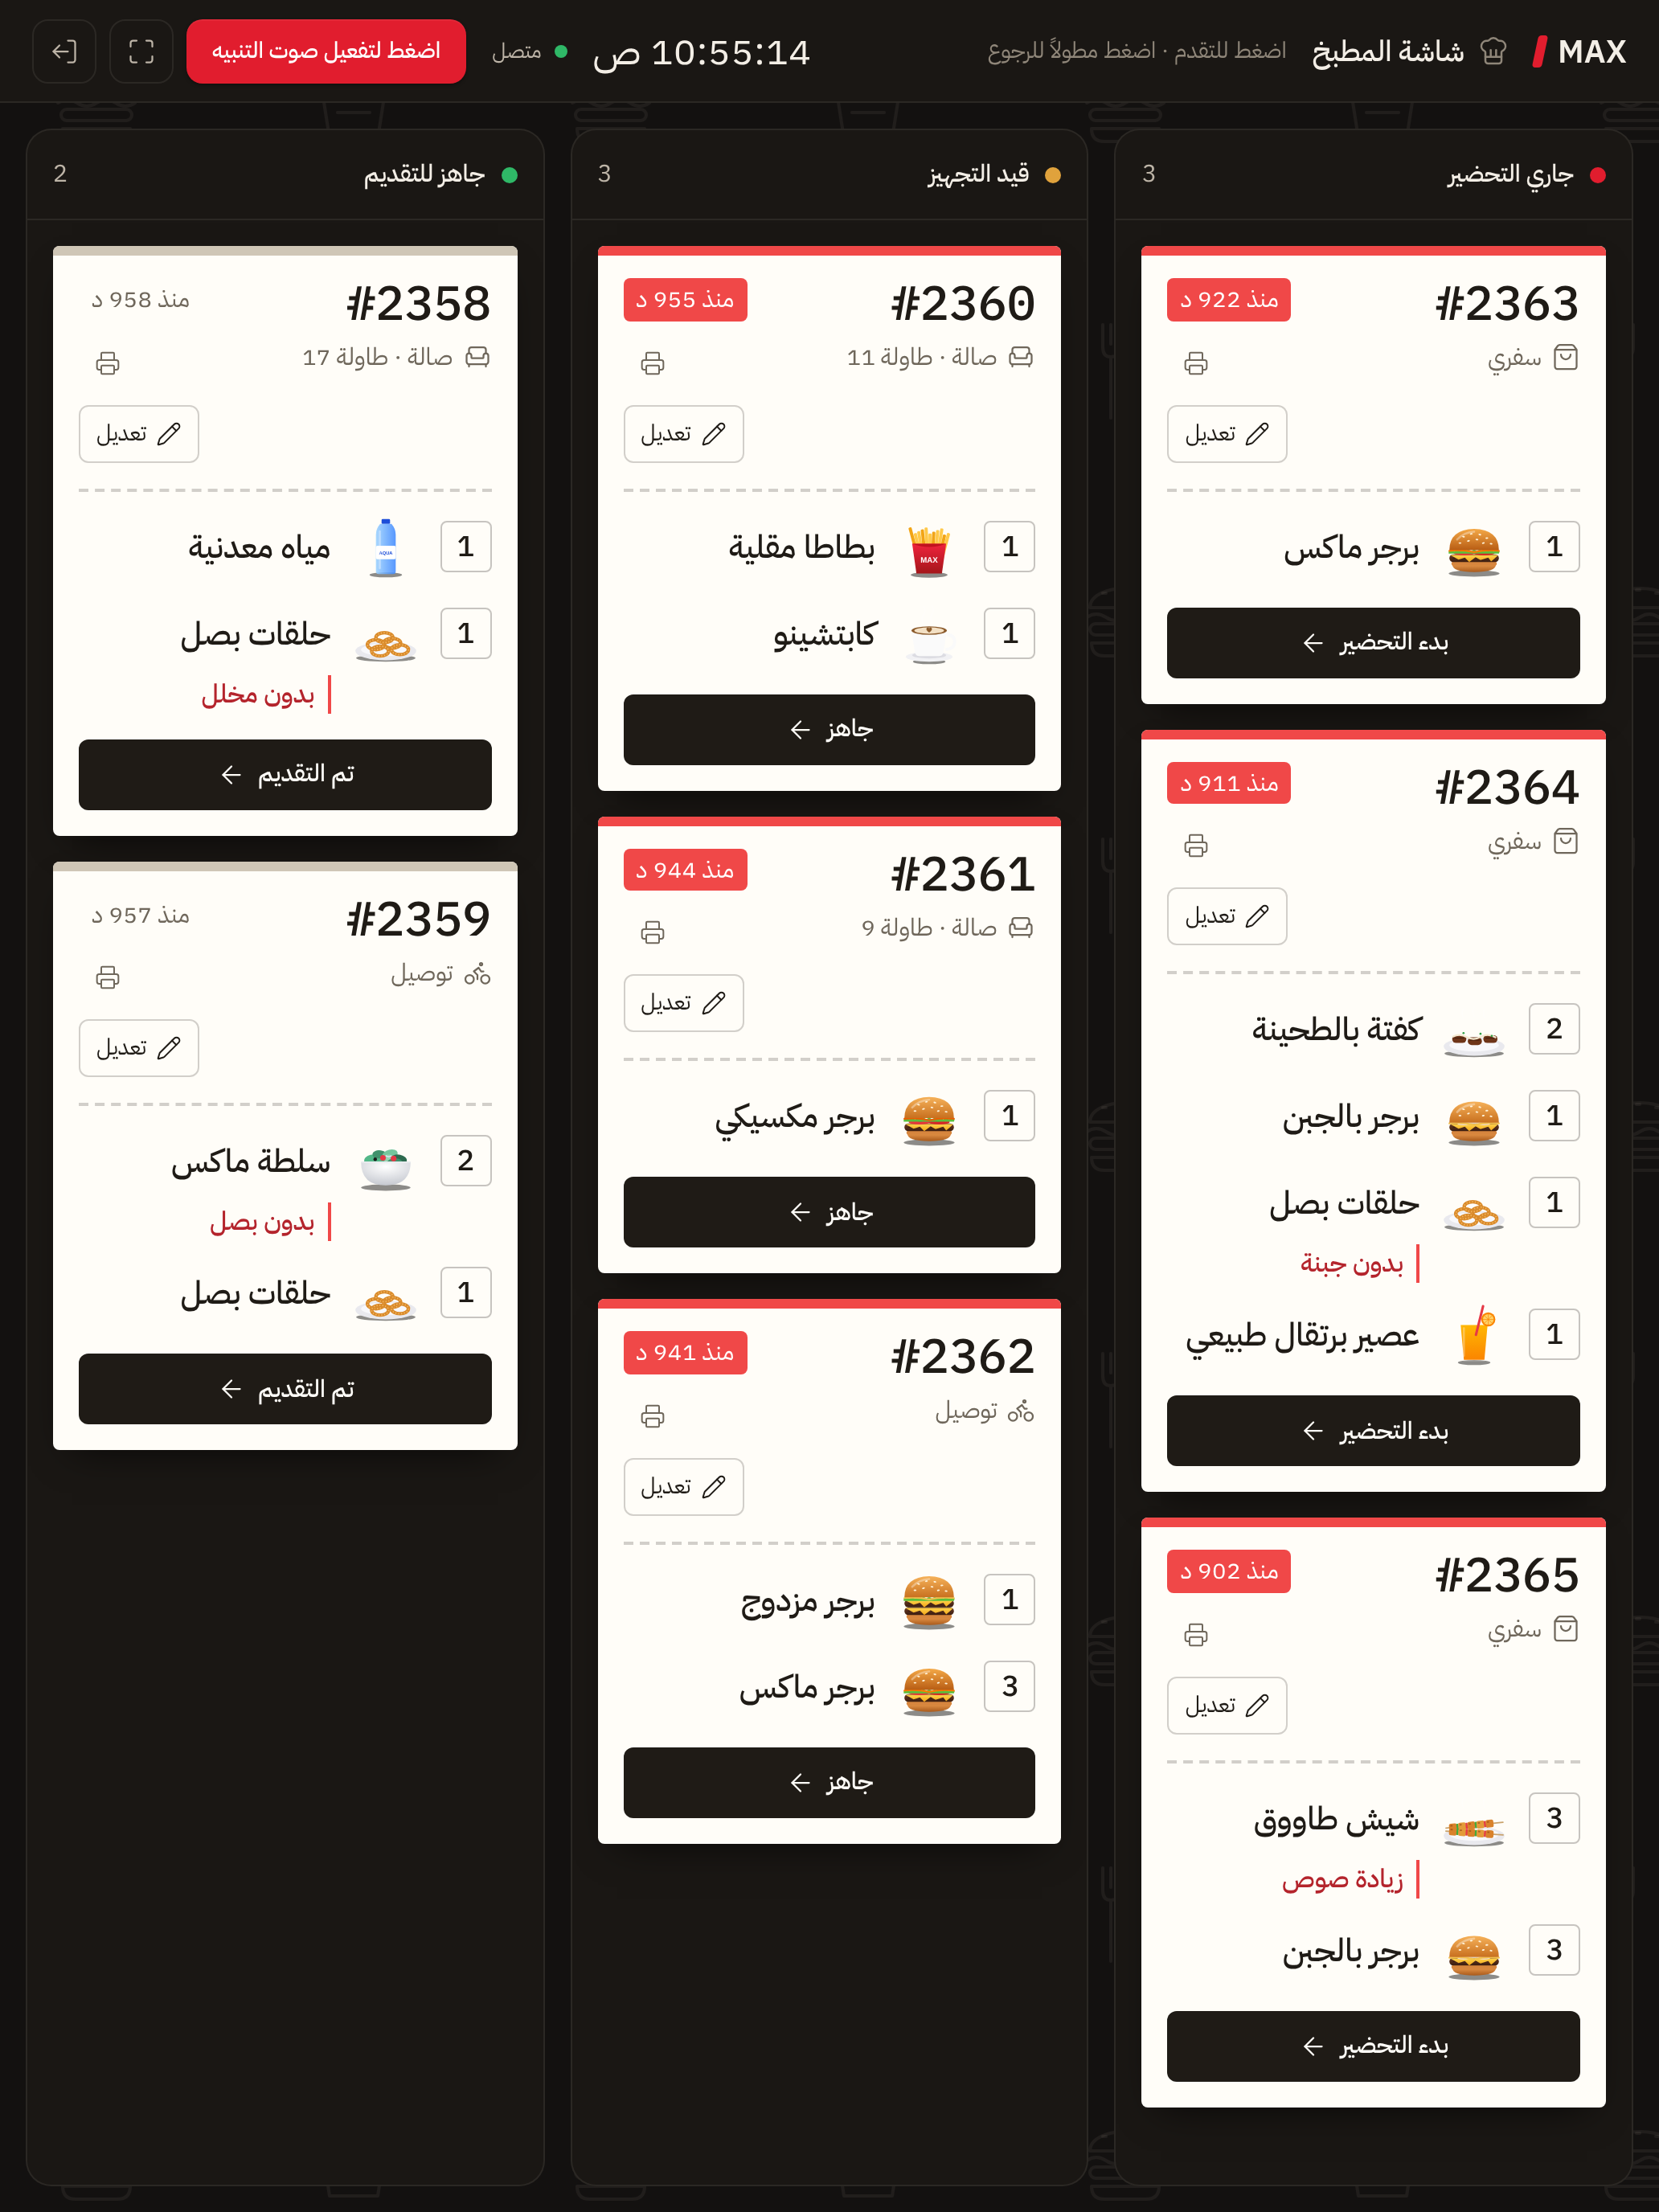 MAX
شاشة المطبخ
اضغط للتقدم · اضغط مطولاً للرجوع
10:55:14 ص
متصل
اضغط لتفعيل صوت التنبيه
جاري التحضير
3
#2363
منذ 922 د
سفري
تعديل
1 برجر ماكس
بدء التحضير
#2364
منذ 911 د
سفري
تعديل
2 كفتة بالطحينة
1 برجر بالجبن
1 حلقات بصل
بدون جبنة
1 عصير برتقال طبيعي
بدء التحضير
#2365
منذ 902 د
سفري
تعديل
3 شيش طاووق
زيادة صوص
3 برجر بالجبن
بدء التحضير
قيد التجهيز
3
#2360
منذ 955 د
صالة · طاولة 11
تعديل
1 MAX بطاطا مقلية
1 كابتشينو
جاهز
#2361
منذ 944 د
صالة · طاولة 9
تعديل
1 برجر مكسيكي
جاهز
#2362
منذ 941 د
توصيل
تعديل
1 برجر مزدوج
3 برجر ماكس
جاهز
جاهز للتقديم
2
#2358
منذ 958 د
صالة · طاولة 17
تعديل
1 AQUA مياه معدنية
1 حلقات بصل
بدون مخلل
تم التقديم
#2359
منذ 957 د
توصيل
تعديل
2 سلطة ماكس
بدون بصل
1 حلقات بصل
تم التقديم